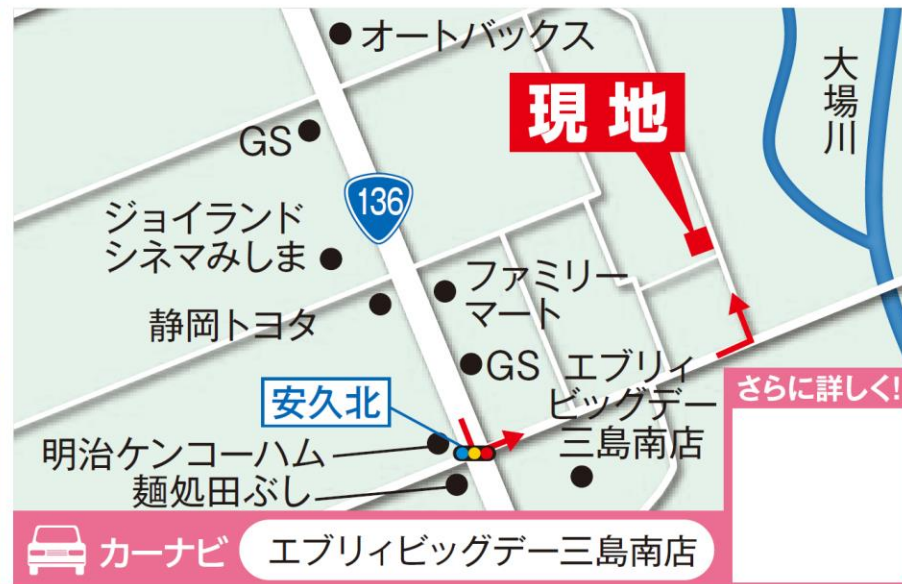 オートバックス
大場川
現地
GS
136
ジョイランド
シネマみしま
ファミリー
マート
静岡トヨタ
GS
エブリィ
ビッグデー
三島南店
さらに詳しく!
安久北
明治ケンコーハム
麺処田ぶし
カーナビ
エブリィビッグデー三島南店